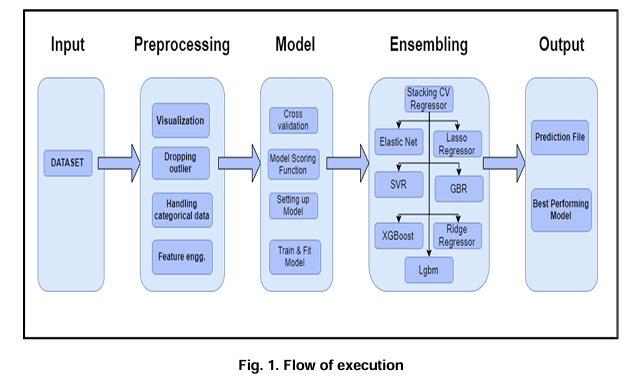 Input
Preprocessing
Model
Ensembling
Output
DATASET
Visualization
Dropping
outlier
Handling
categorical data
Feature engg.
Cross
validation
Model Scoring
Function
Setting up
Model
Train & Fit
Model
Stacking CV
Regressor
Elastic Net
Lasso
Regressor
SVR
GBR
XGBoost
Ridge
Regressor
Lgbm
Prediction File
Best Performing
Model
Fig. 1. Flow of execution